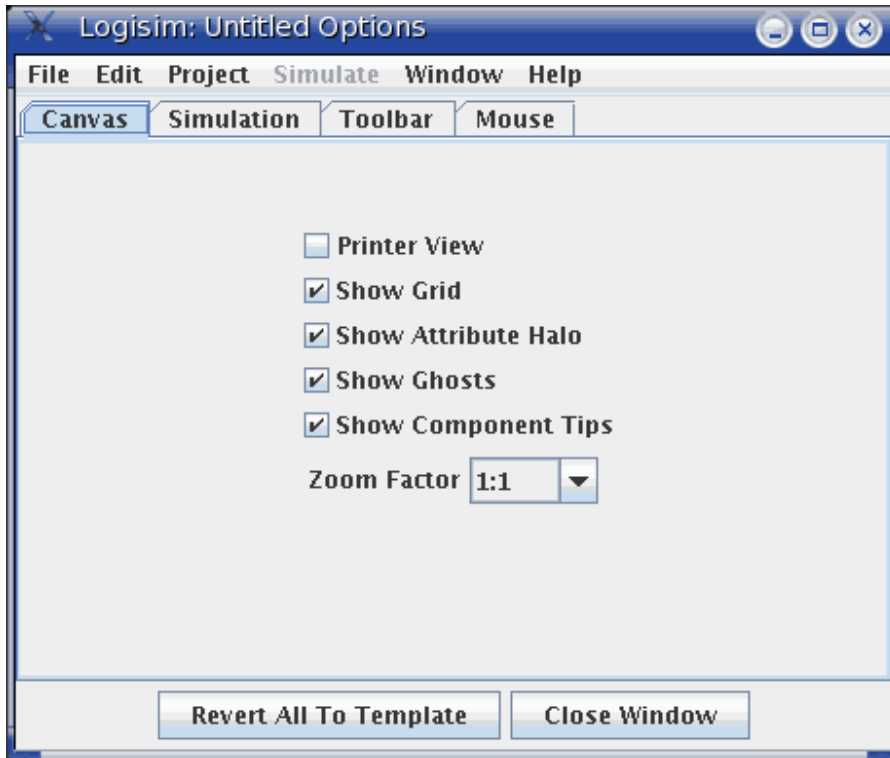 Logisim: Untitled Options
File Edit Project Simulate Window Help
Canvas Simulation Toolbar Mouse
Printer View
Show Grid
Show Attribute Halo
Show Ghosts
Show Component Tips
Zoom Factor 1:1
Revert All To Template Close Window